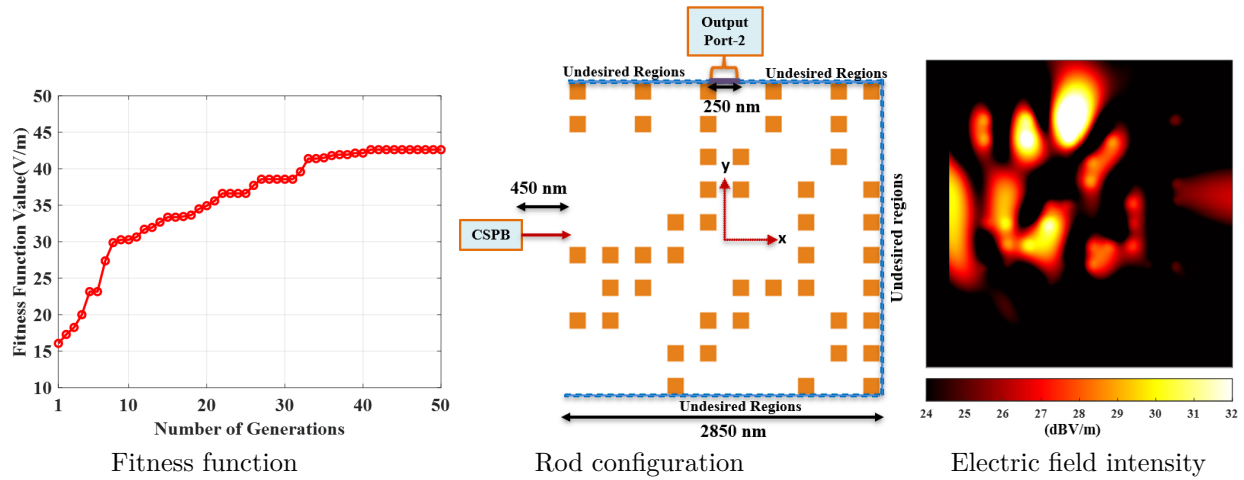 50
45
40
35
30
25
20
15
10
1
10
20
30
40
50
Fitness Function Value(V/m)
Number of Generations
Fitness function
Output
Port-2
Undesired Regions
Undesired Regions
250 nm
450 nm
CSPB
y
x
Undesired regions
Undesired Regions
2850 nm
Rod configuration
24
25
26
27
28
29
30
31
32
(dBV/m)
Electric field intensity